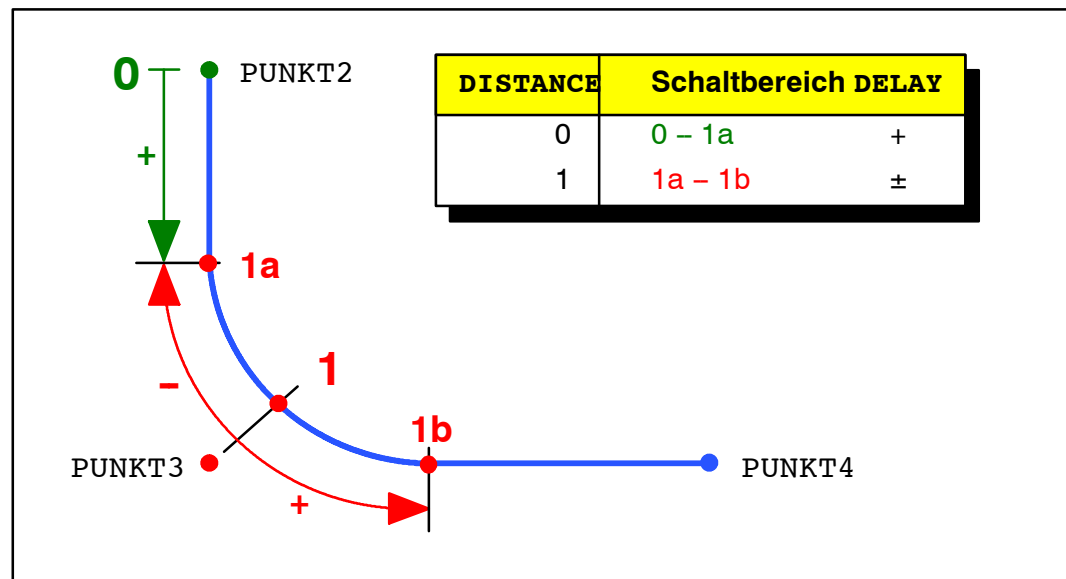 0 PUNKT2
DISTANCE Schaltbereich DELAY
0 0 – 1a +
1 1a – 1b ±
+
1a
1
–
1b
PUNKT3
PUNKT4
+